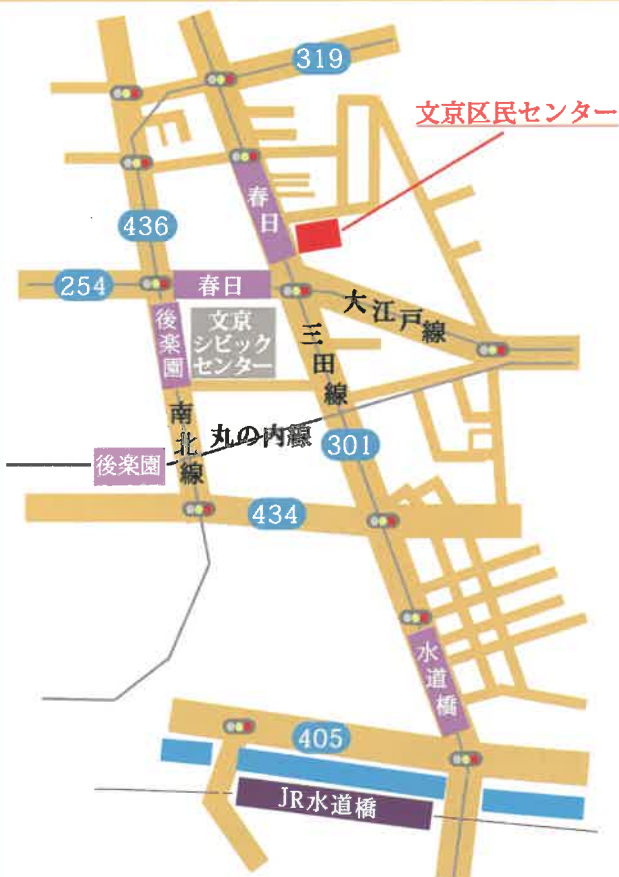 319
文京区民センター
春日
436
254
春日
大江戸線
後楽園
文京
シビック
センター
三田線
南北線
丸の内線
301
後楽園
434
水道橋
405
JR水道橋